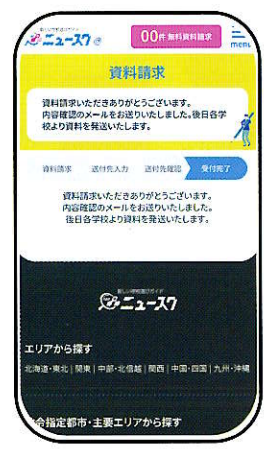 ニュースク
00件 無料資料請求
menu
資料請求
資料請求いただきありがとうございます。
内容確認のメールをお送りいたしました。後日各学
校より資料を発送いたします。
資料請求 送付先入力 送付先確認 受付完了
資料請求いただきありがとうございます。
内容確認のメールをお送りいたしました。
後日各学校より資料を発送いたします。
新しい学校選びガイド
ニュースク
エリアから探す
北海道・東北 | 関東 | 中部・北信越 | 関西 | 中国・四国 | 九州・沖縄
令指定都市・主要エリアから探す